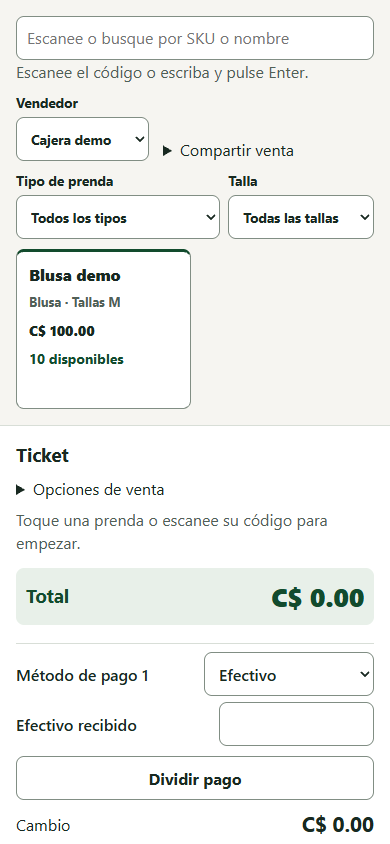 Escanee o busque por SKU o nombre
Escanee el código o escriba y pulse Enter.
Vendedor
Cajera demo
Compartir venta
Tipo de prenda
Talla
Todos los tipos
Todas las tallas
Blusa demo
Blusa · Tallas M
C$ 100.00
10 disponibles
Ticket
Opciones de venta
Toque una prenda o escanee su código para
empezar.
Total
C$ 0.00
Método de pago 1
Efectivo
Efectivo recibido
Dividir pago
Cambio
C$ 0.00